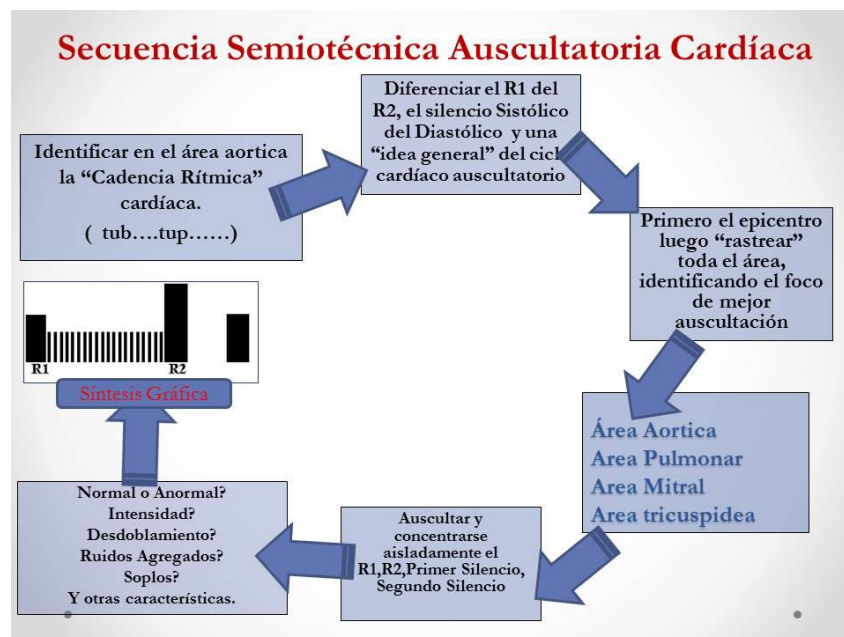 Secuencia Semiotécnica Auscultatoria Cardíaca
Identificar en el área aortica
la “Cadencia Rítmica”
cardíaca.
( tub....tup......)
Diferenciar el R1 del
R2, el silencio Sistólico
del Diastólico y una
“idea general” del cicl
cardíaco auscultatorio
Primero el epicentro
luego “rastrear”
toda el área,
identificando el foco
de mejor
auscultación
Área Aortica
Area Pulmonar
Area Mitral
Area tricuspidea
Auscultar y
concentrarse
aisladamente el
R1,R2,Primer Silencio,
Segundo Silencio
Normal o Anormal?
Intensidad?
Desdoblamiento?
Ruidos Agregados?
Soplos?
Y otras características.
R1 R2
Síntesis Gráfica